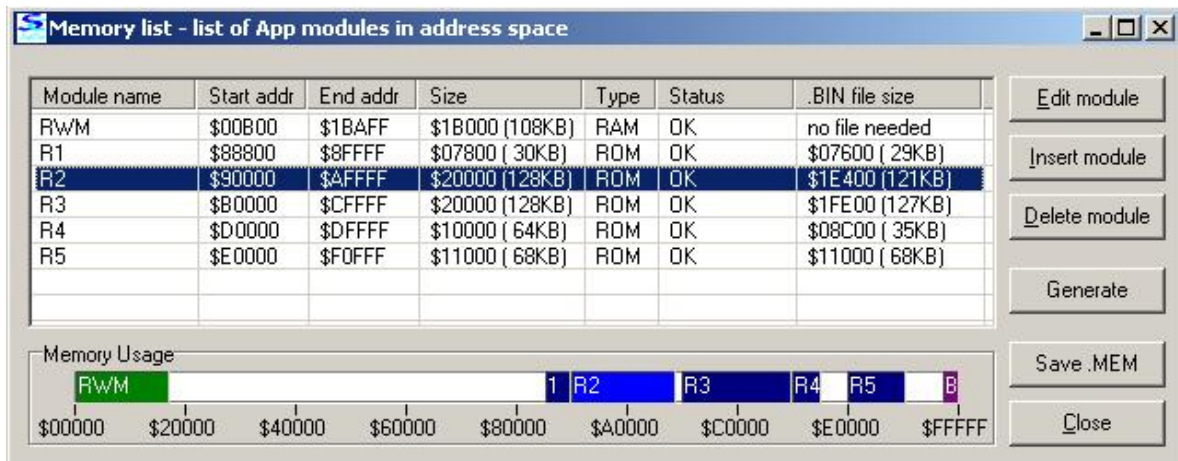 Memory list - list of App modules in address space
Module name Start addr End addr Size Type Status .BIN file size
RWM $00B00 $1BAFF $1B000 (108KB) RAM OK no file needed
R1 $88800 $8FFFF $07800 ( 30KB) ROM OK $07600 ( 29KB)
R2 $90000 $AFFFF $20000 (128KB) ROM OK $1E400 (121KB)
R3 $B0000 $CFFFF $20000 (128KB) ROM OK $1FE00 (127KB)
R4 $D0000 $DFFFF $10000 ( 64KB) ROM OK $08C00 ( 35KB)
R5 $E0000 $F0FFF $11000 ( 68KB) ROM OK $11000 ( 68KB)
Edit module
Insert module
Delete module
Generate
Save .MEM
Close
Memory Usage
RWM 1 R2 R3 R4 R5 B
$00000 $20000 $40000 $60000 $80000 $A0000 $C0000 $E0000 $FFFFF